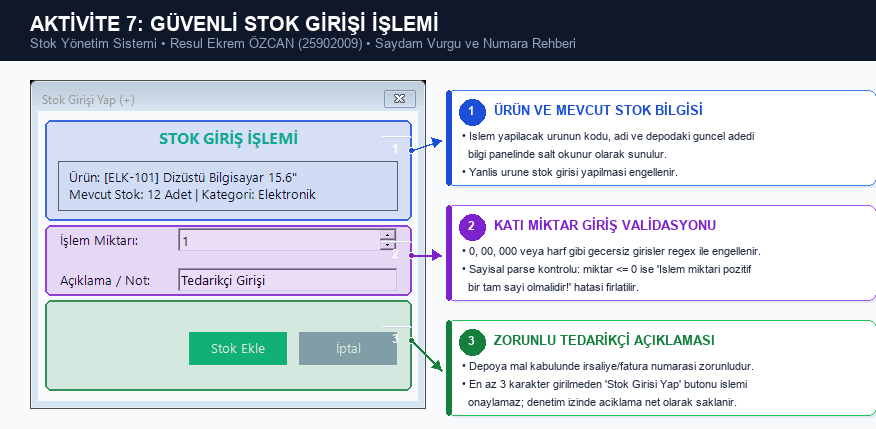 AKTİVİTE 7: GÜVENLİ STOK GİRİŞİ İŞLEMİ
Stok Yönetim Sistemi • Resul Ekrem ÖZCAN (25902009) • Saydam Vurgu ve Numara Rehberi
Stok Girişi Yap (+)
STOK GİRİŞ İŞLEMİ
1
Ürün: [ELK-101] Dizüstü Bilgisayar 15.6"
Mevcut Stok: 12 Adet | Kategori: Elektronik
İşlem Miktarı:
1
2
Açıklama / Not:
Tedarikçi Girişi
Stok Ekle
İptal
3
1
ÜRÜN VE MEVCUT STOK BİLGİSİ
• Islem yapilacak urunun kodu, adi ve depodaki guncel adedi
bilgi panelinde salt okunur olarak sunulur.
• Yanlis urune stok girisi yapilmasi engellenir.
2
KATI MİKTAR GİRİŞ VALİDASYONU
• 0, 00, 000 veya harf gibi gecersiz girisler regex ile engellenir.
• Sayisal parse kontrolu: miktar <= 0 ise 'Islem miktari pozitif
bir tam sayi olmalidir!' hatasi firlatilir.
3
ZORUNLU TEDARİKÇİ AÇIKLAMASI
• Depoya mal kabulunde irsaliye/fatura numarasi zorunludur.
• En az 3 karakter girilmeden 'Stok Girisi Yap' butonu islemi
onaylamaz; denetim izinde aciklama net olarak saklanir.